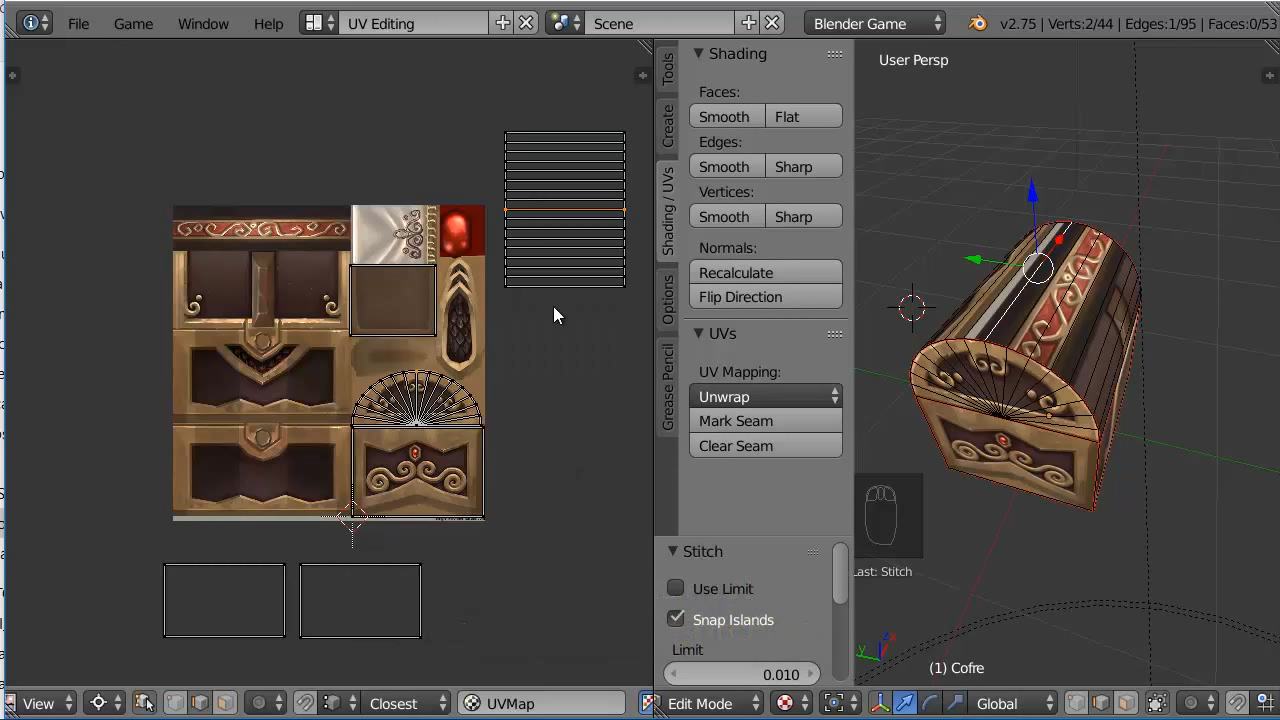 File Game Window Help UV Editing Scene Blender Game v2.75 | Verts:2/44 | Edges:1/95 | Faces:0/53
Tools
Create
Shading / UVs
Options
Grease Pencil
Shading
Faces:
Smooth Flat
Edges:
Smooth Sharp
Vertices:
Smooth Sharp
Normals:
Recalculate
Flip Direction
UVs
UV Mapping:
Unwrap
Mark Seam
Clear Seam
Stitch
Use Limit
Snap Islands
Limit
0.010
User Persp
Last: Stitch
y z x
(1) Cofre
View Closest UVMap Edit Mode Global